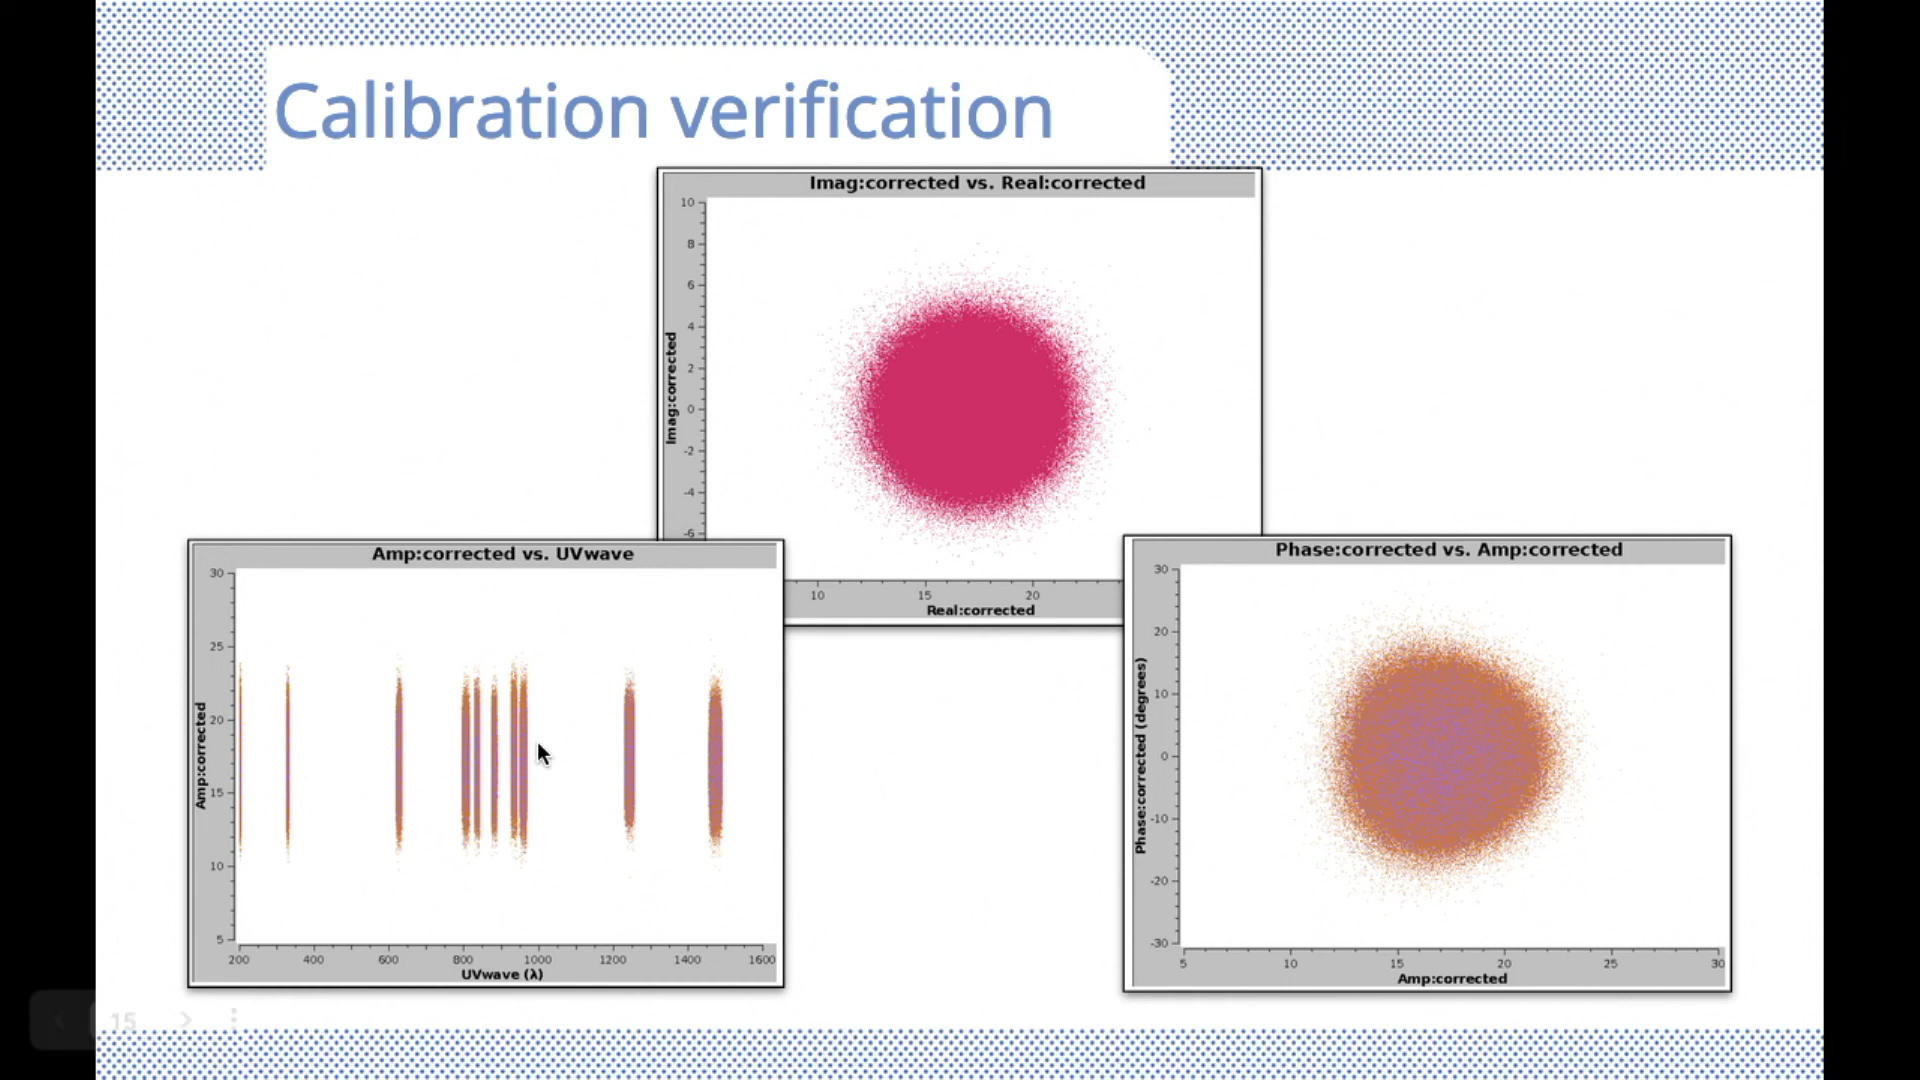 Calibration verification
Imag:corrected vs. Real:corrected
10
8
6
4
2
0
-2
-4
-6
Imag:corrected
10 15 20
Real:corrected
Amp:corrected vs. UVwave
30
25
20
15
10
5
Amp:corrected
200 400 600 800 1000 1200 1400 1600
UVwave (λ)
Phase:corrected vs. Amp:corrected
30
20
10
0
-10
-20
-30
Phase:corrected (degrees)
5 10 15 20 25 30
Amp:corrected
15